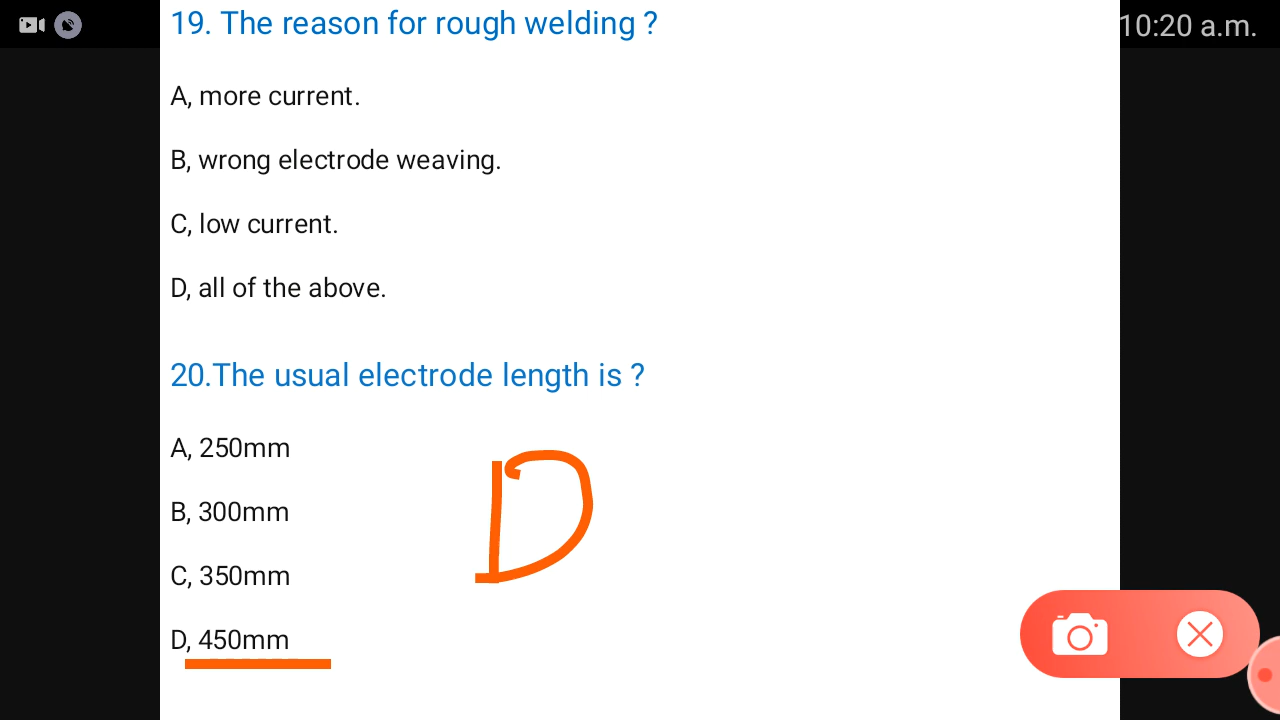 10:20 a.m.
19. The reason for rough welding ?
A, more current.
B, wrong electrode weaving.
C, low current.
D, all of the above.
20.The usual electrode length is ?
A, 250mm
B, 300mm
C, 350mm
D, 450mm
D